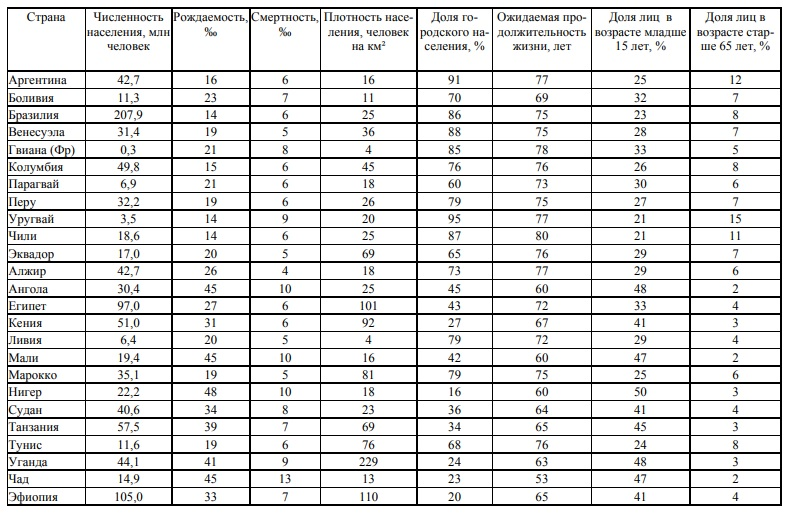 Страна Численность населения, млн человек Рождаемость, ‰ Смертность, ‰ Плотность насе-ления, человек на км² Доля го-родского на-селения, % Ожидаемая про-должительность жизни, лет Доля лиц в возрасте младше 15 лет, % Доля лиц в возрасте стар-ше 65 лет, %
Аргентина 42,7 16 6 16 91 77 25 12
Боливия 11,3 23 7 11 70 69 32 7
Бразилия 207,9 14 6 25 86 75 23 8
Венесуэла 31,4 19 5 36 88 75 28 7
Гвиана (Фр) 0,3 21 8 4 85 78 33 5
Колумбия 49,8 15 6 45 76 76 26 8
Парагвай 6,9 21 6 18 60 73 30 6
Перу 32,2 19 6 26 79 75 27 7
Уругвай 3,5 14 9 20 95 77 21 15
Чили 18,6 14 6 25 87 80 21 11
Эквадор 17,0 20 5 69 65 76 29 7
Алжир 42,7 26 4 18 73 77 29 6
Ангола 30,4 45 10 25 45 60 48 2
Египет 97,0 27 6 101 43 72 33 4
Кения 51,0 31 6 92 27 67 41 3
Ливия 6,4 20 5 4 79 72 29 4
Мали 19,4 45 10 16 42 60 47 2
Марокко 35,1 19 5 81 79 75 25 6
Нигер 22,2 48 10 18 16 60 50 3
Судан 40,6 34 8 23 36 64 41 4
Танзания 57,5 39 7 69 34 65 45 3
Тунис 11,6 19 6 76 68 76 24 8
Уганда 44,1 41 9 229 24 63 48 3
Чад 14,9 45 13 13 23 53 47 2
Эфиопия 105,0 33 7 110 20 65 41 4